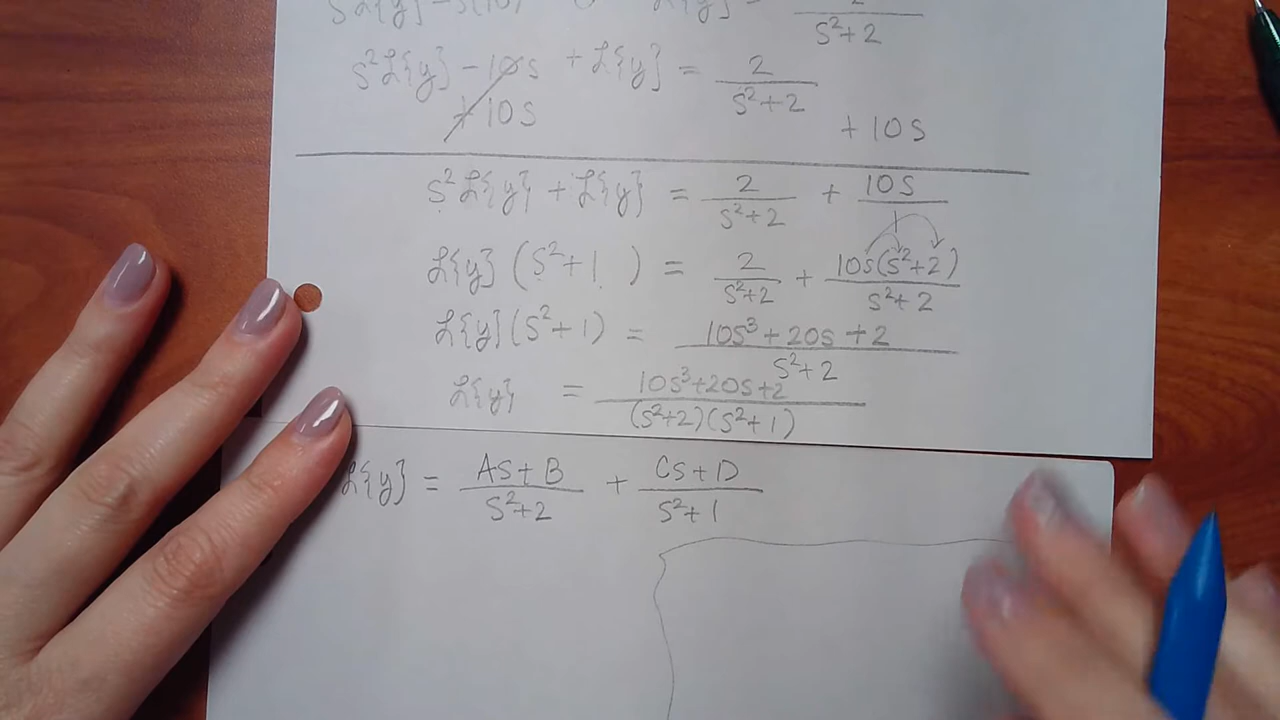 s²ℒ{y} - 10s + ℒ{y} = 2/(s²+2)
+10s +10s
s²ℒ{y} + ℒ{y} = 2/(s²+2) + 10s/1
ℒ{y} (s²+1) = 2/(s²+2) + 10s(s²+2)/(s²+2)
ℒ{y}(s²+1) = (10s³+20s+2)/(s²+2)
ℒ{y} = (10s³+20s+2)/((s²+2)(s²+1))
ℒ{y} = (As+B)/(s²+2) + (Cs+D)/(s²+1)